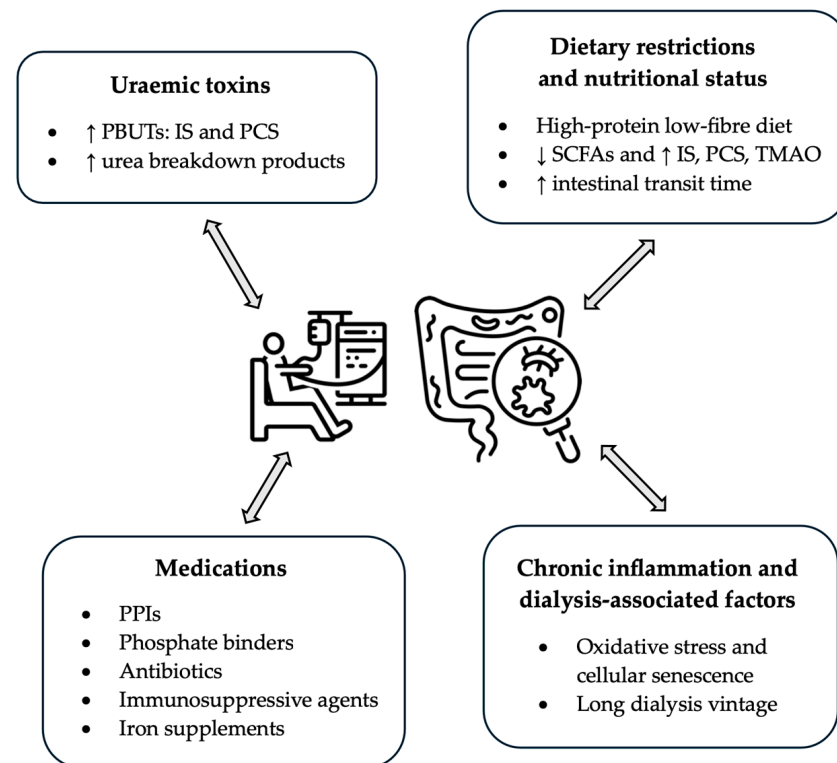 Uraemic toxins
• ↑ PBUTs: IS and PCS
• ↑ urea breakdown products
Dietary restrictions
and nutritional status
• High-protein low-fibre diet
• ↓ SCFAs and ↑ IS, PCS, TMAO
• ↑ intestinal transit time
Medications
• PPIs
• Phosphate binders
• Antibiotics
• Immunosuppressive agents
• Iron supplements
Chronic inflammation and
dialysis-associated factors
• Oxidative stress and
cellular senescence
• Long dialysis vintage